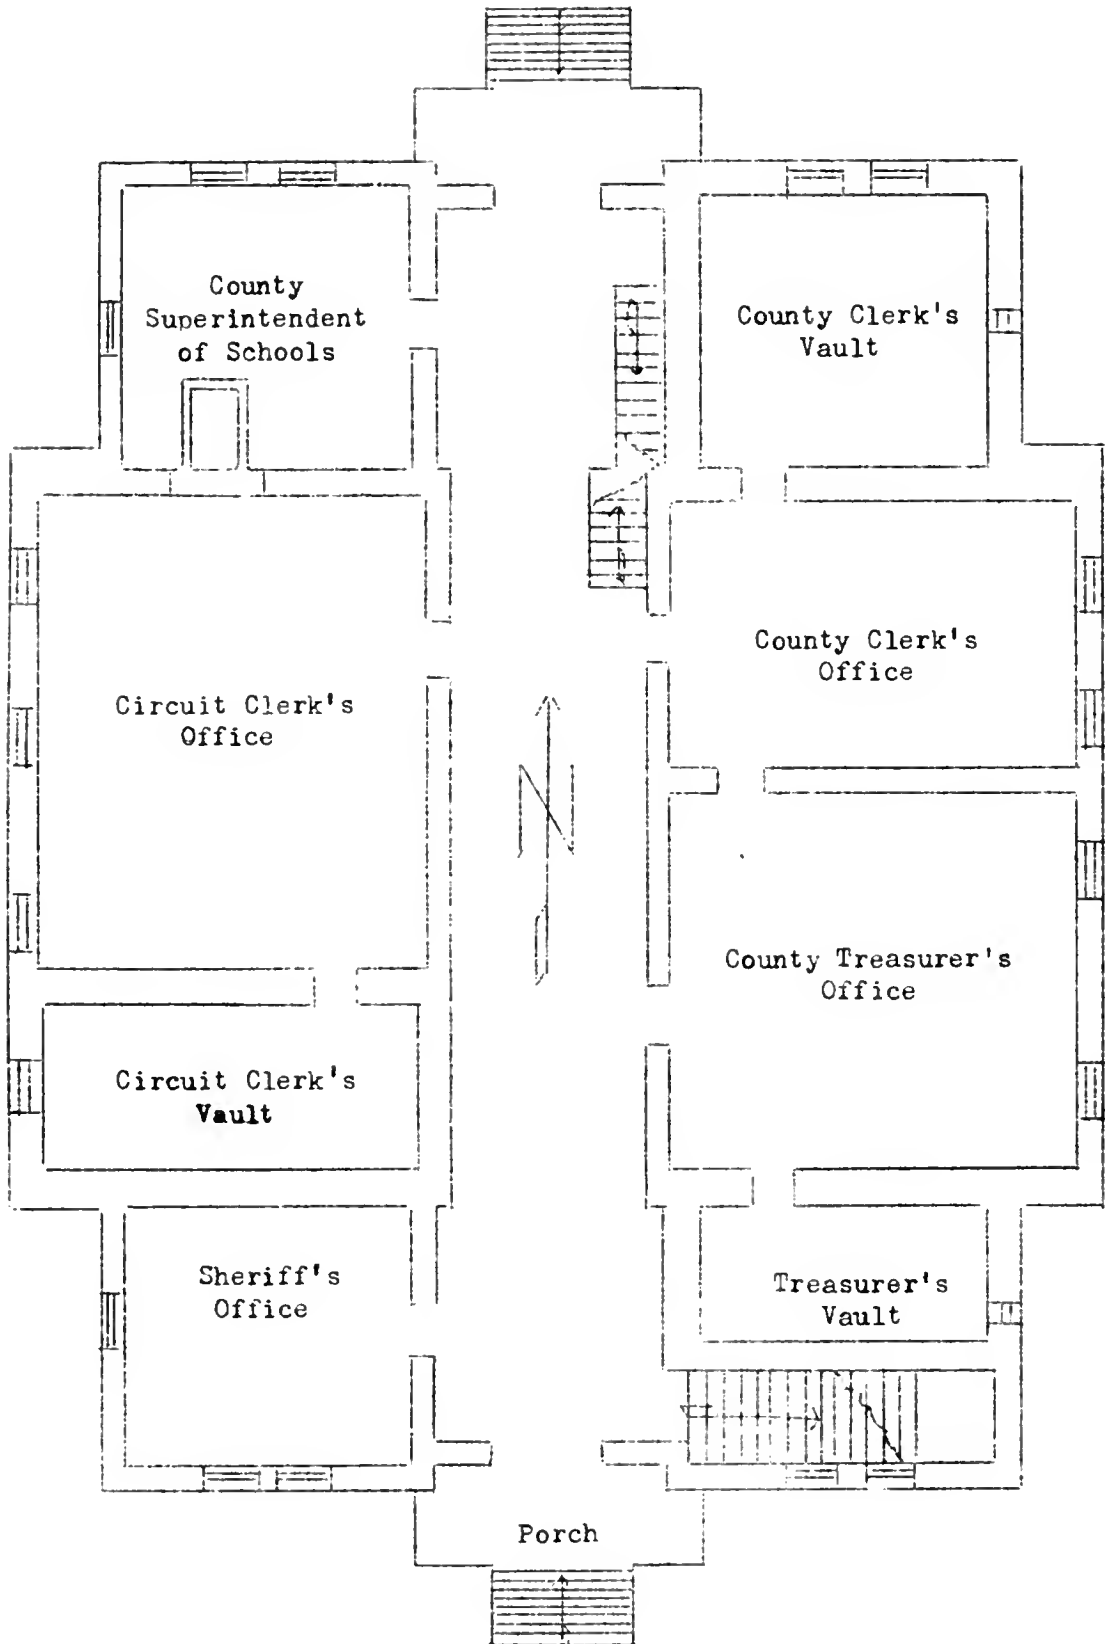 County
Superintendent
of Schools
County Clerk's
Vault
County Clerk's
Office
Circuit Clerk's
Office
N
County Treasurer's
Office
Circuit Clerk's
Vault
Sheriff's
Office
Treasurer's
Vault
Porch